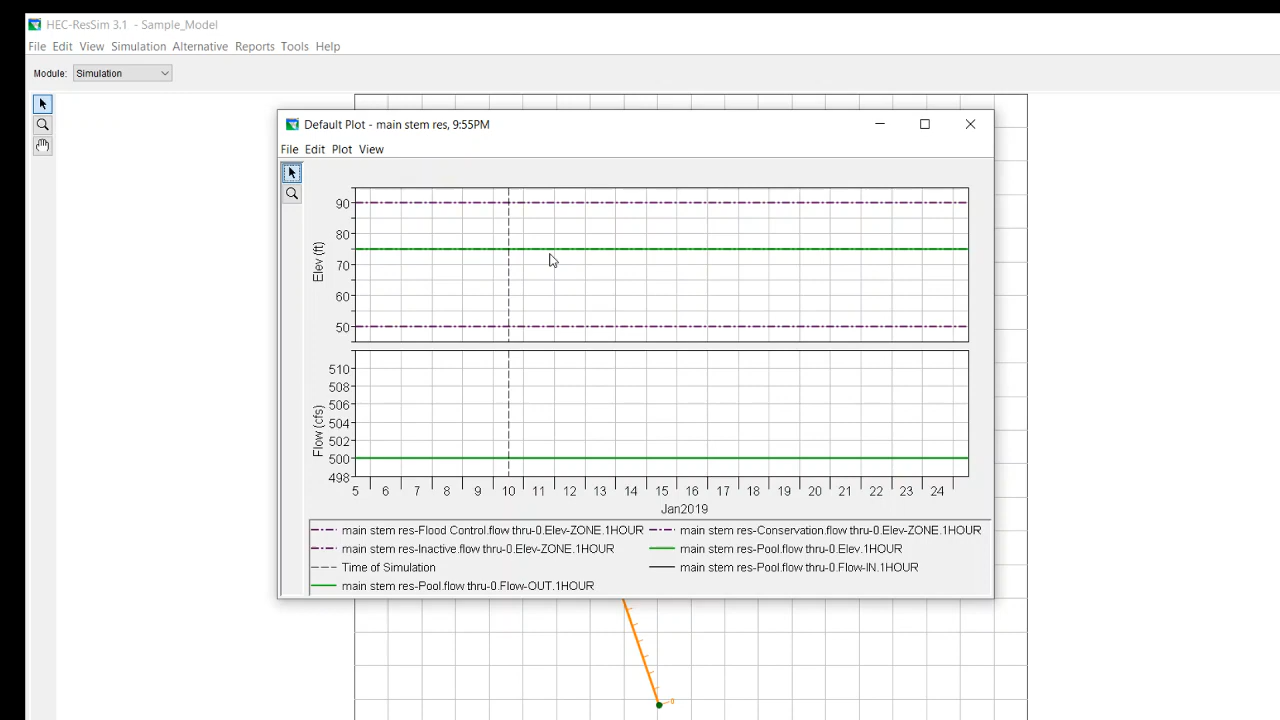 HEC-ResSim 3.1 - Sample_Model
File Edit View Simulation Alternative Reports Tools Help
Module: Simulation
Default Plot - main stem res, 9:55PM
File Edit Plot View
90
80
70
60
50
Elev (ft)
510
508
506
504
502
500
498
Flow (cfs)
5 6 7 8 9 10 11 12 13 14 15 16 17 18 19 20 21 22 23 24
Jan2019
main stem res-Flood Control.flow thru-0.Elev-ZONE.1HOUR main stem res-Conservation.flow thru-0.Elev-ZONE.1HOUR
main stem res-Inactive.flow thru-0.Elev-ZONE.1HOUR main stem res-Pool.flow thru-0.Elev.1HOUR
Time of Simulation main stem res-Pool.flow thru-0.Flow-IN.1HOUR
main stem res-Pool.flow thru-0.Flow-OUT.1HOUR
0